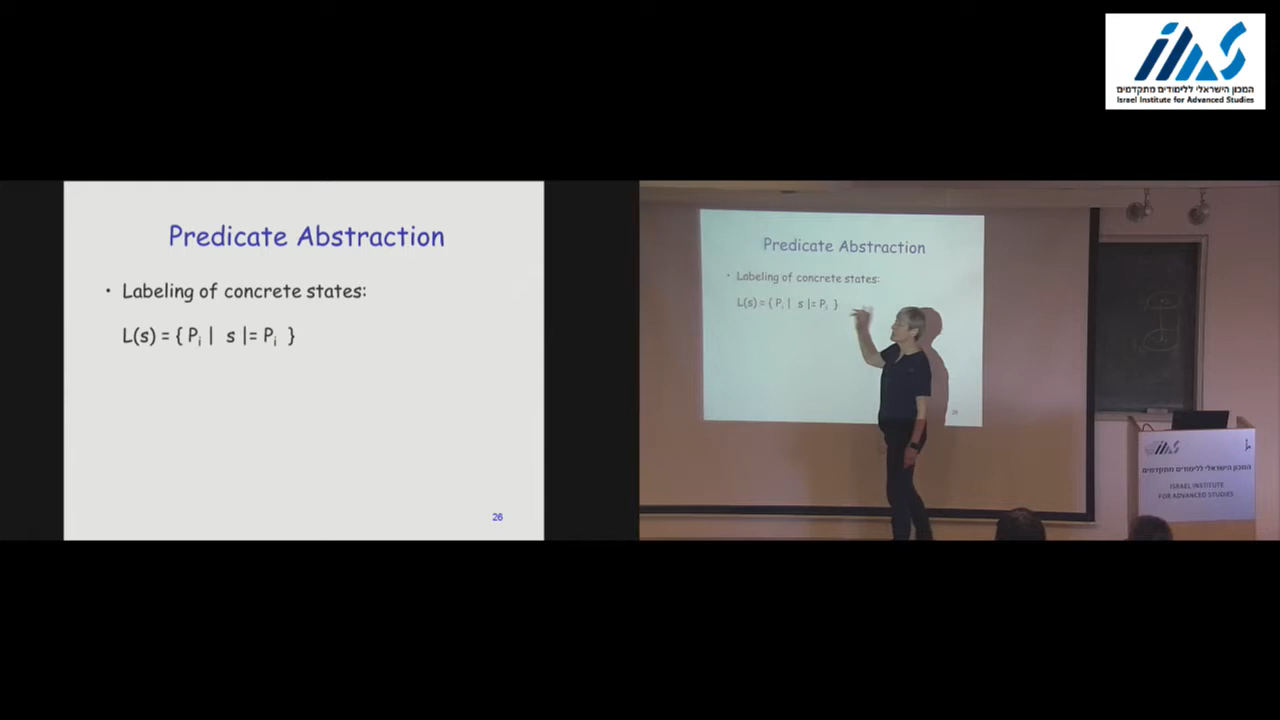 המכון הישראלי ללימודים מתקדמים
Israel Institute for Advanced Studies
Predicate Abstraction
• Labeling of concrete states:
L(s) = { Pi | s |= Pi }
26
Predicate Abstraction
• Labeling of concrete states:
L(s) = { Pi | s |= Pi }
26
המכון הישראלי ללימודים מתקדמים
ISRAEL INSTITUTE
FOR ADVANCED STUDIES